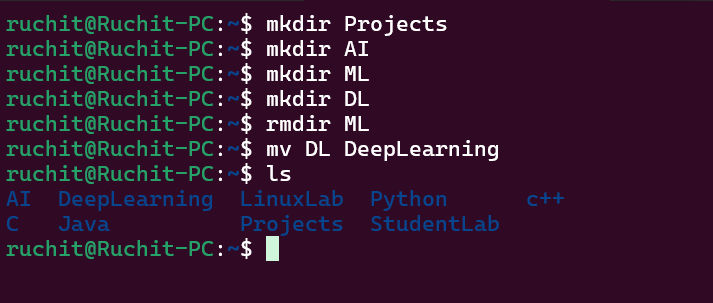 ruchit@Ruchit-PC:~$ mkdir Projects
ruchit@Ruchit-PC:~$ mkdir AI
ruchit@Ruchit-PC:~$ mkdir ML
ruchit@Ruchit-PC:~$ mkdir DL
ruchit@Ruchit-PC:~$ rmdir ML
ruchit@Ruchit-PC:~$ mv DL DeepLearning
ruchit@Ruchit-PC:~$ ls
AI  DeepLearning  LinuxLab  Python      c++
C   Java          Projects  StudentLab
ruchit@Ruchit-PC:~$